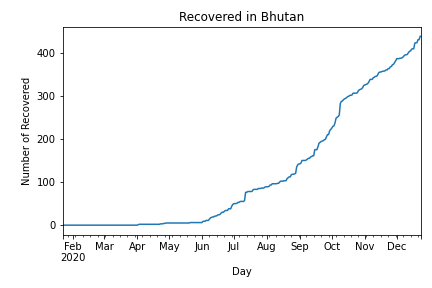 Recovered in Bhutan
Number of Recovered
400
300
200
100
0
Feb Mar Apr May Jun Jul Aug Sep Oct Nov Dec
2020
Day